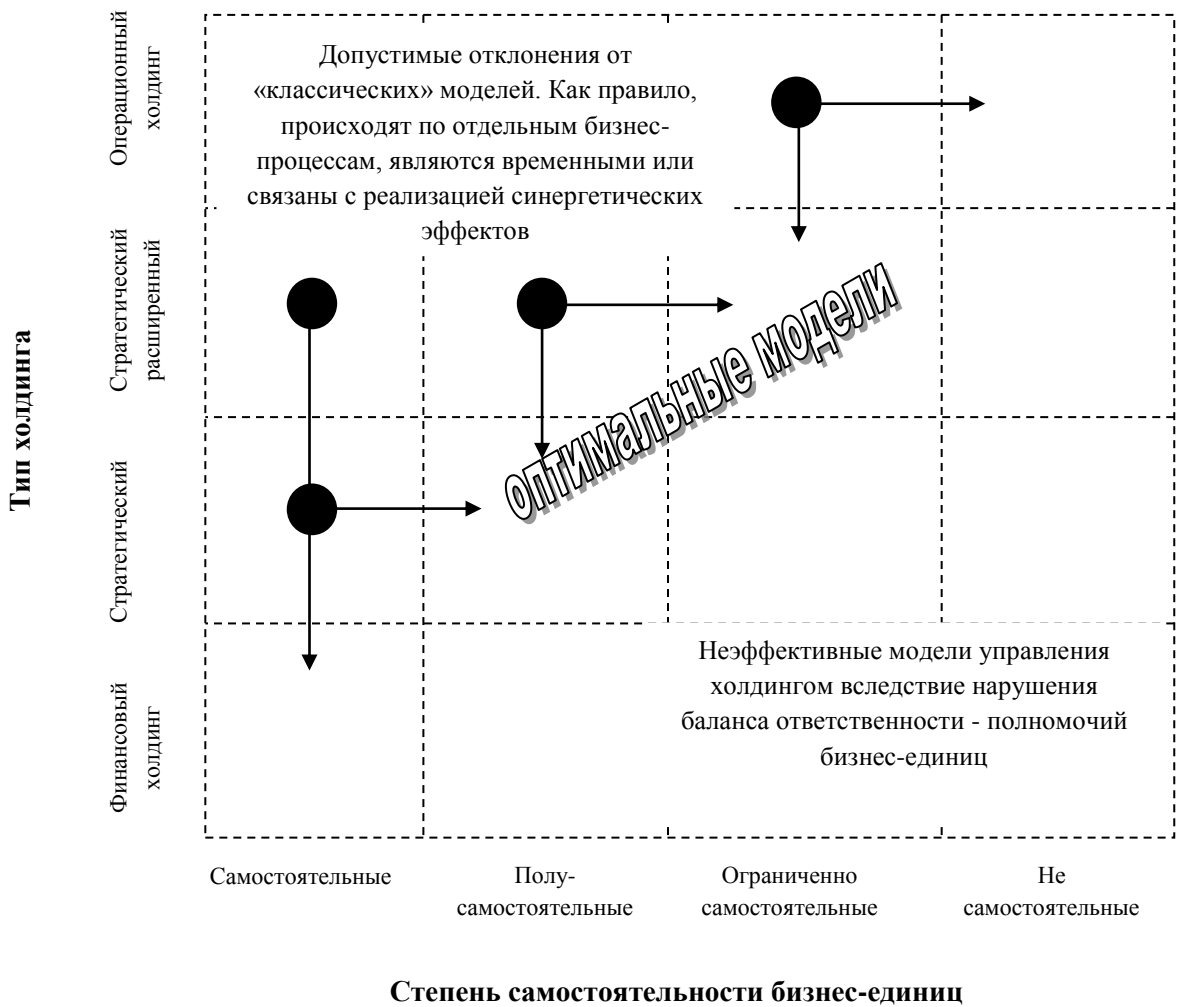 Тип холдинга
Операционный
холдинг
Стратегический
расширенный
Стратегический
Финансовый
холдинг
Допустимые отклонения от
«классических» моделей. Как правило,
происходят по отдельным бизнес-
процессам, являются временными или
связаны с реализацией синергетических
эффектов
оптимальные модели
Неэффективные модели управления
холдингом вследствие нарушения
баланса ответственности - полномочий
бизнес-единиц
Самостоятельные
Полу-
самостоятельные
Ограниченно
самостоятельные
Не
самостоятельные
Степень самостоятельности бизнес-единиц